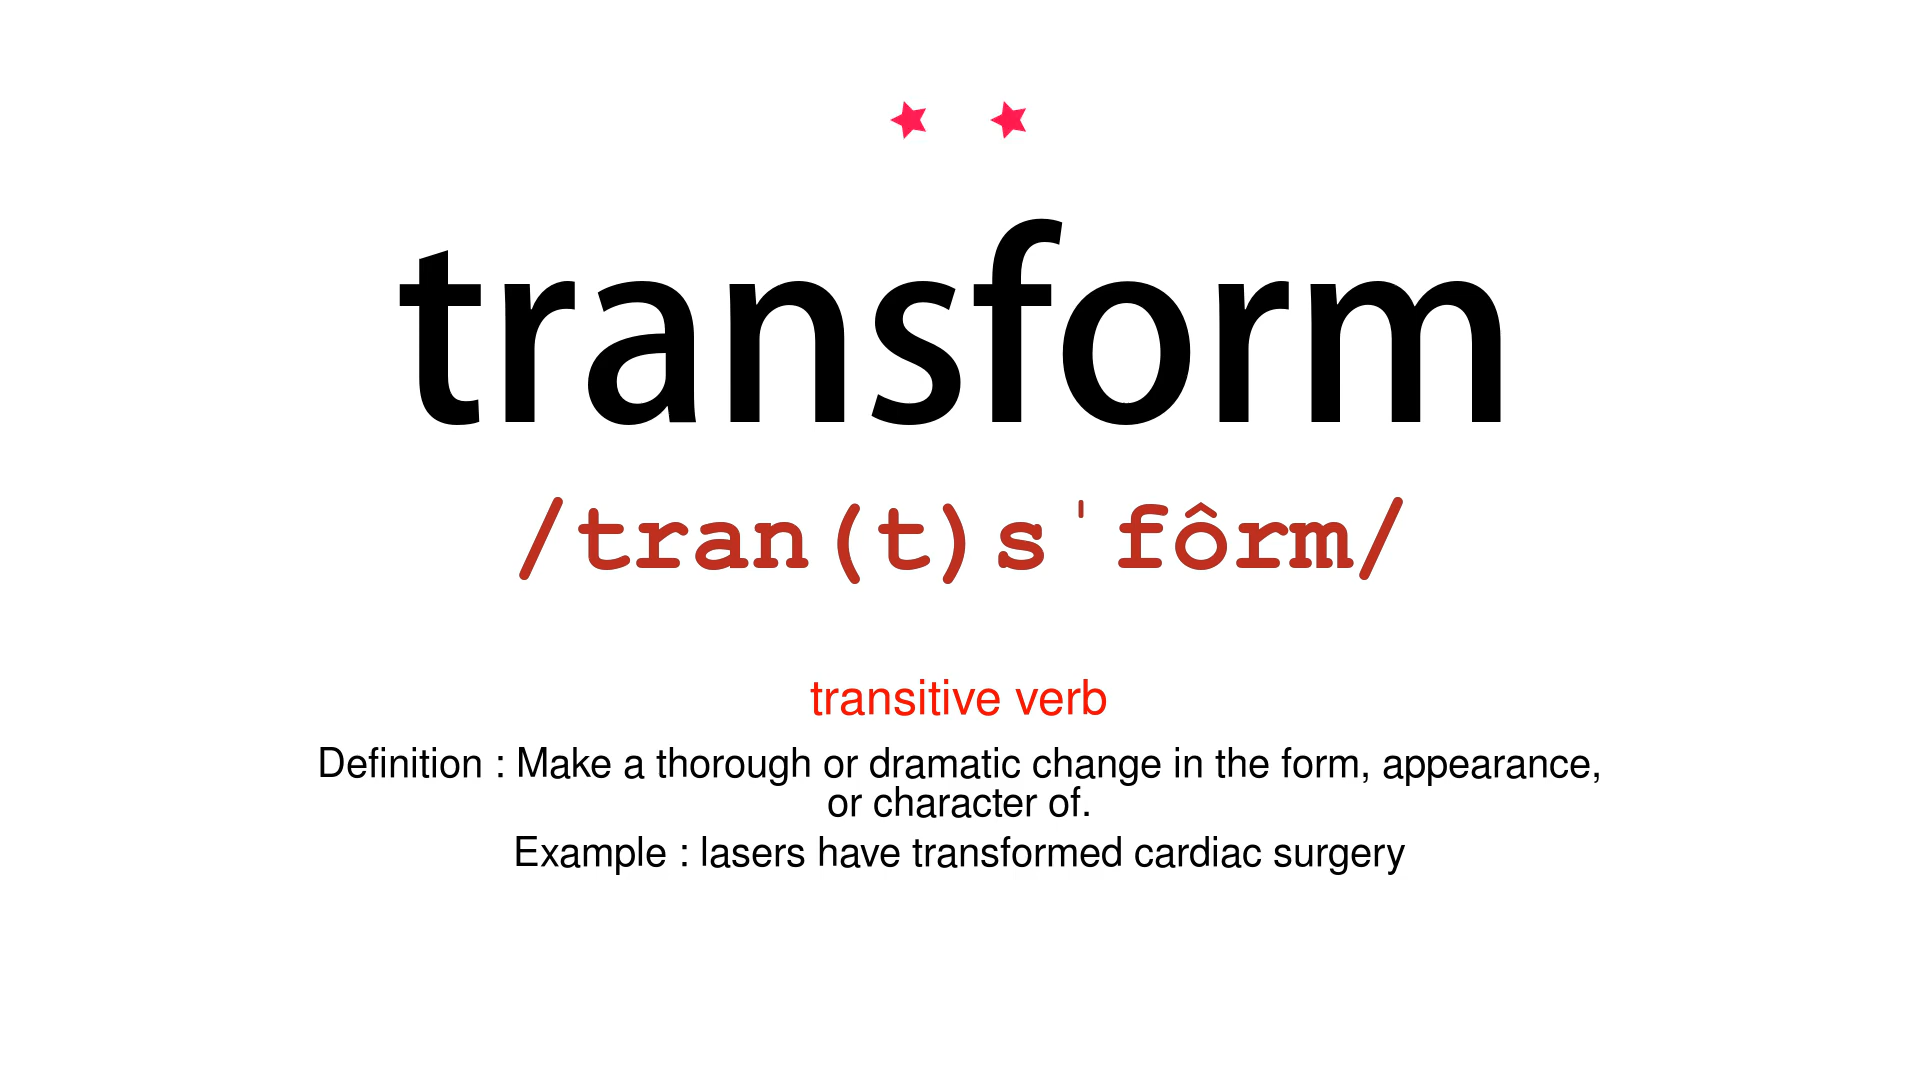 transform
/tran(t)sˈfôrm/
transitive verb
Definition : Make a thorough or dramatic change in the form, appearance,
or character of.
Example : lasers have transformed cardiac surgery